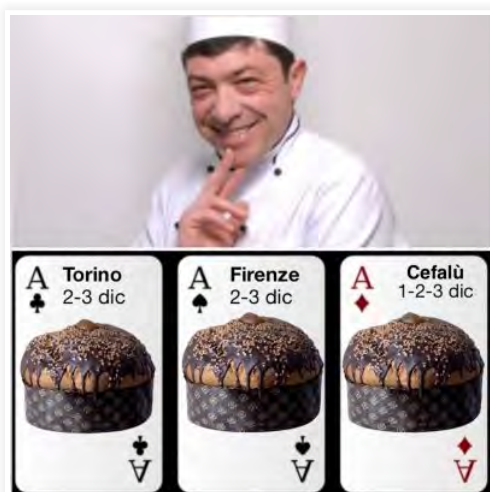 A Torino
2-3 dic
A
A Firenze
2-3 dic
A
A Cefalù
1-2-3 dic
A